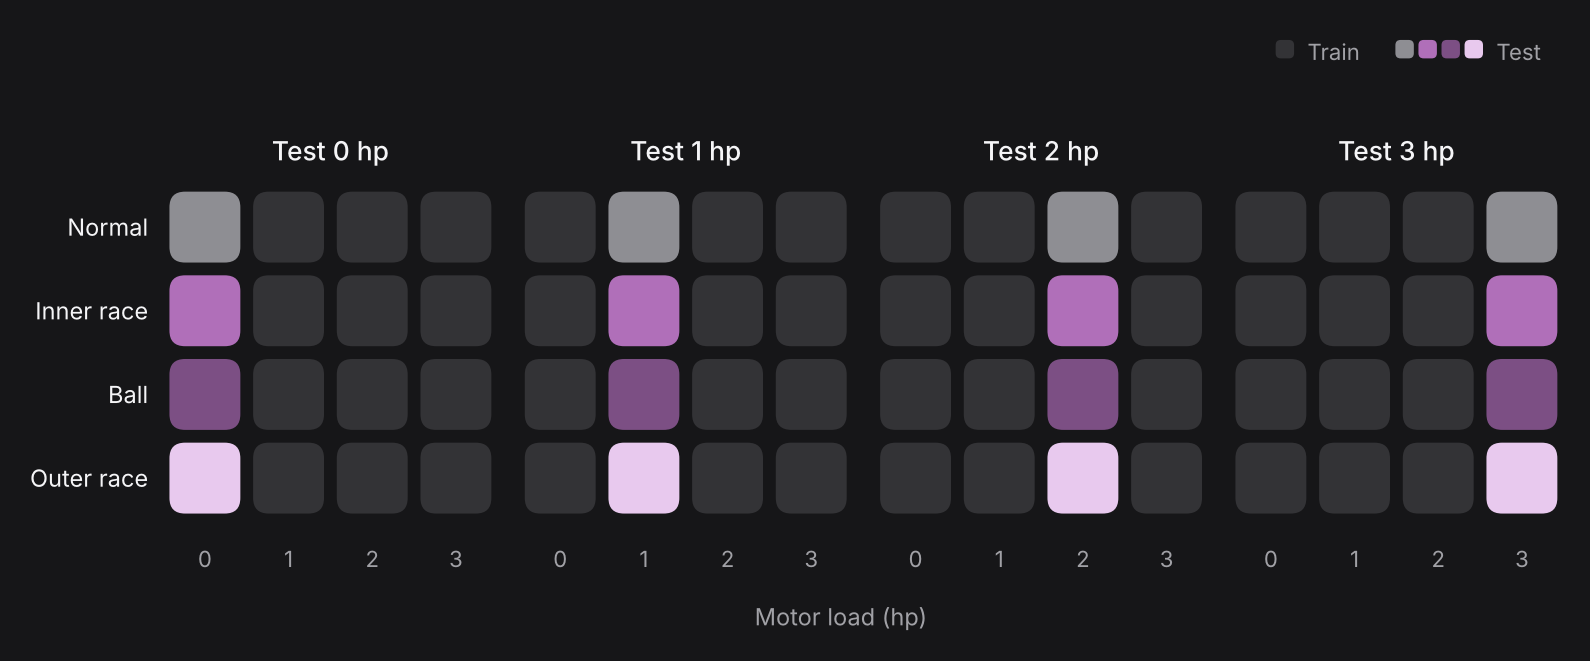 Train Test
Test 0 hp Test 1 hp Test 2 hp Test 3 hp
Normal
Inner race
Ball
Outer race
0 1 2 3 0 1 2 3 0 1 2 3 0 1 2 3
Motor load (hp)